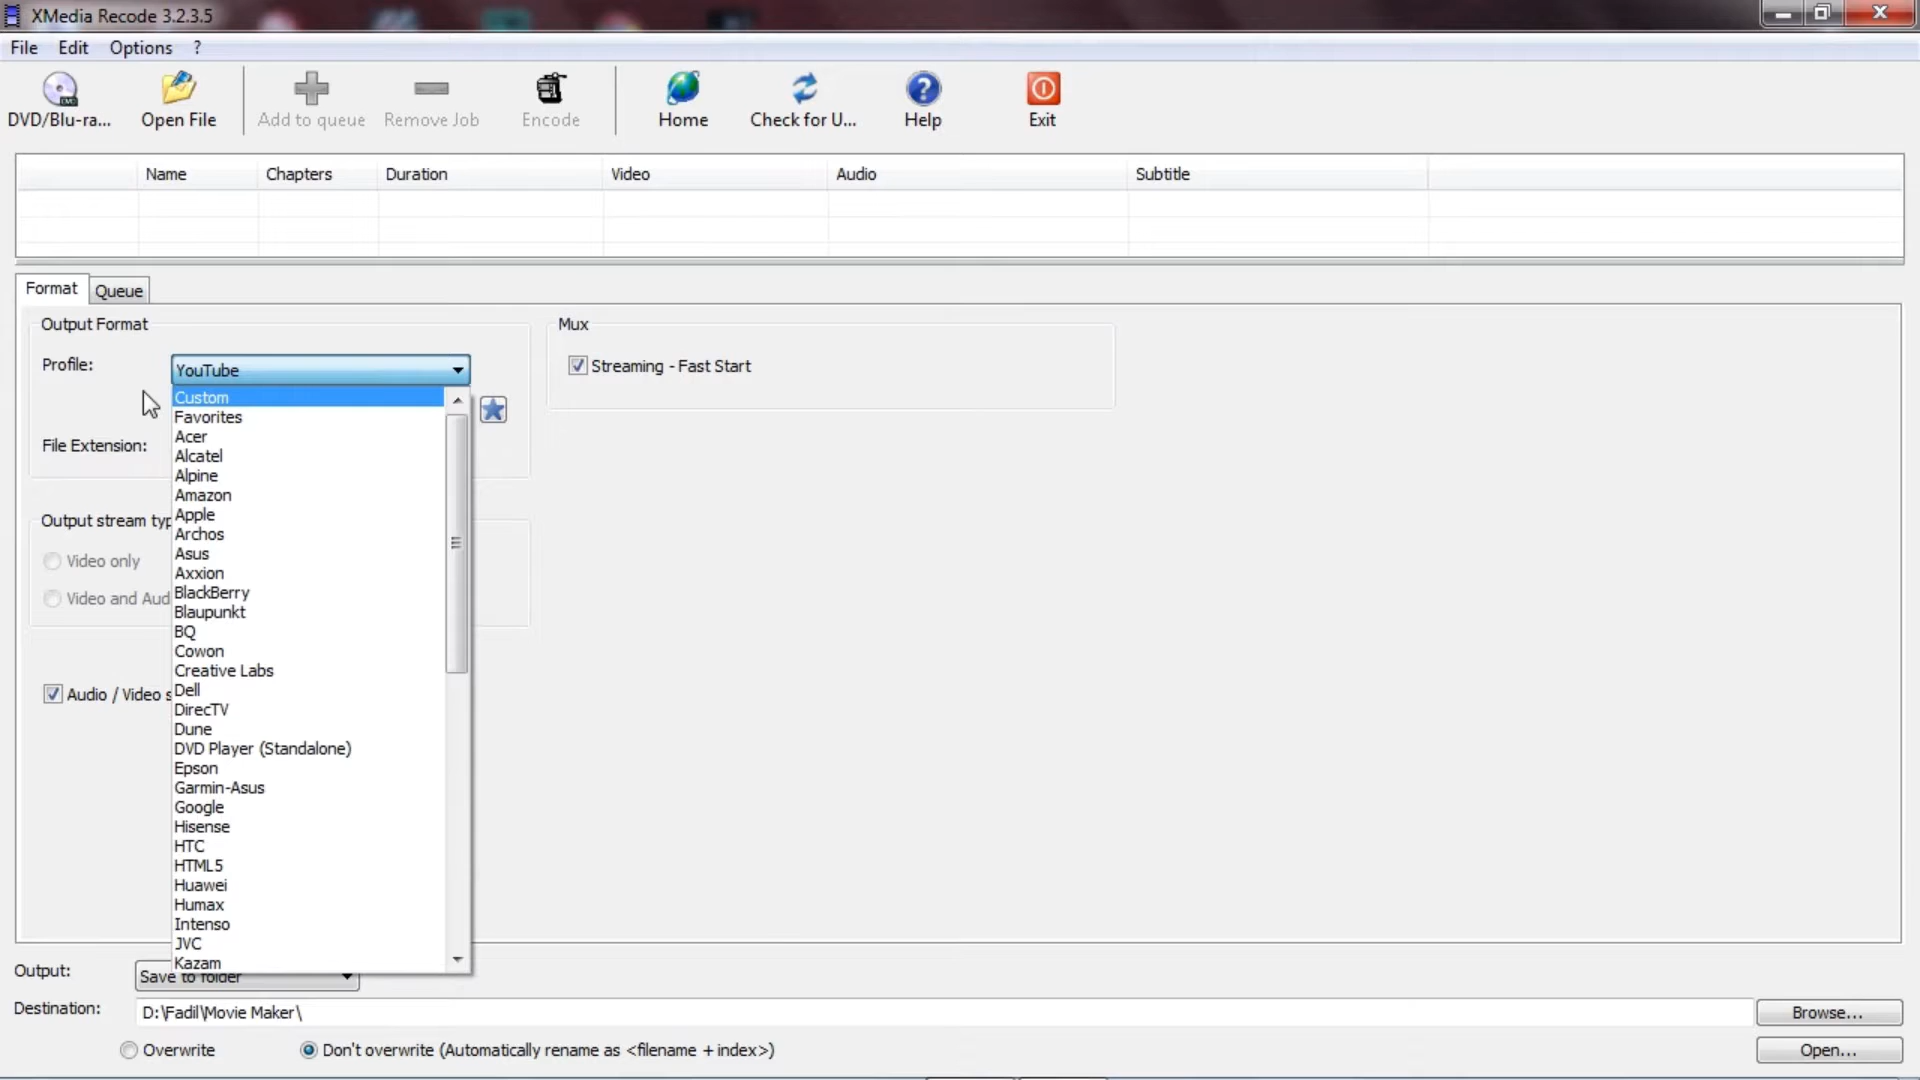 XMedia Recode 3.2.3.5
File Edit Options ?
DVD/Blu-ra... Open File Add to queue Remove Job Encode Home Check for U... Help Exit
Name Chapters Duration Video Audio Subtitle
Format Queue
Output Format Mux
Profile: YouTube Streaming - Fast Start
Custom
Favorites
Acer
File Extension:
Alcatel
Alpine
Amazon
Apple
Output stream typ
Archos
Asus
Video only
Axxion
BlackBerry
Video and Aud
Blaupunkt
BQ
Cowon
Creative Labs
Dell
Audio / Video s
DirecTV
Dune
DVD Player (Standalone)
Epson
Garmin-Asus
Google
Hisense
HTC
HTML5
Huawei
Humax
Intenso
JVC
Kazam
Output: Save to folder
Destination: D:\Fadil\Movie Maker\ Browse...
Overwrite Don't overwrite (Automatically rename as <filename + index>) Open...